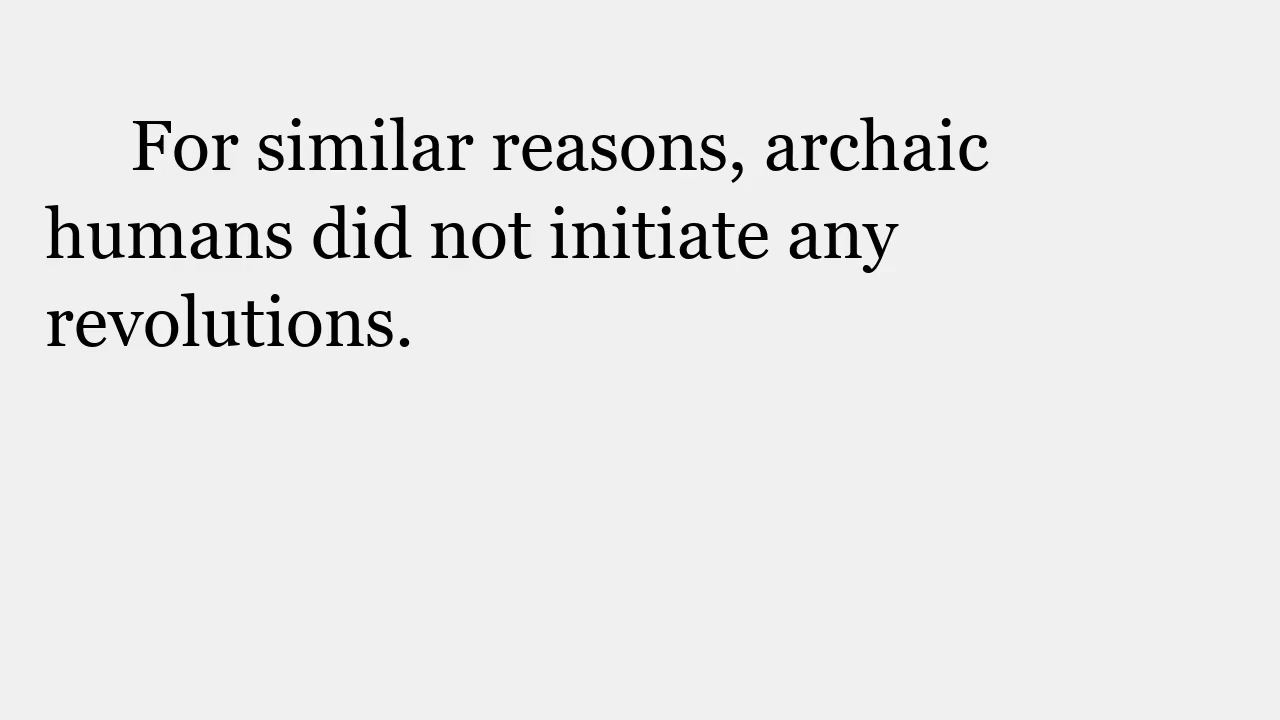 For similar reasons, archaic
humans did not initiate any
revolutions.